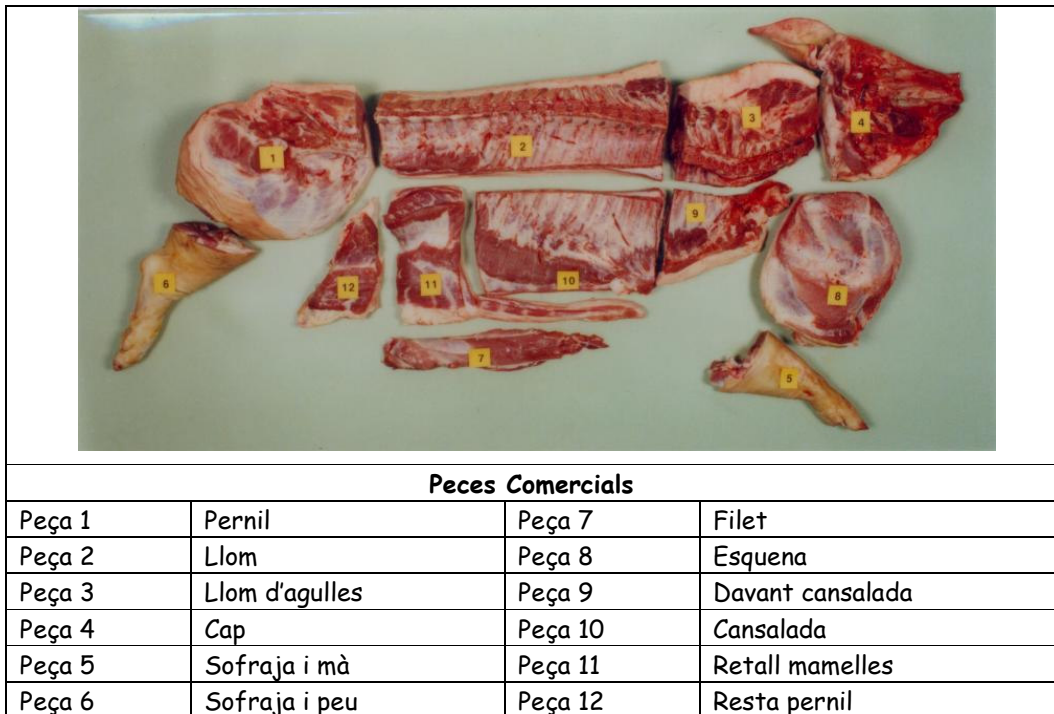 4
3
1
2
9
6
12
11
10
8
7
5
Peces Comercials
Peça 1 Pernil Peça 7 Filet
Peça 2 Llom Peça 8 Esquena
Peça 3 Llom d'agulles Peça 9 Davant cansalada
Peça 4 Cap Peça 10 Cansalada
Peça 5 Sofraja i mà Peça 11 Retall mamelles
Peça 6 Sofraja i peu Peça 12 Resta pernil